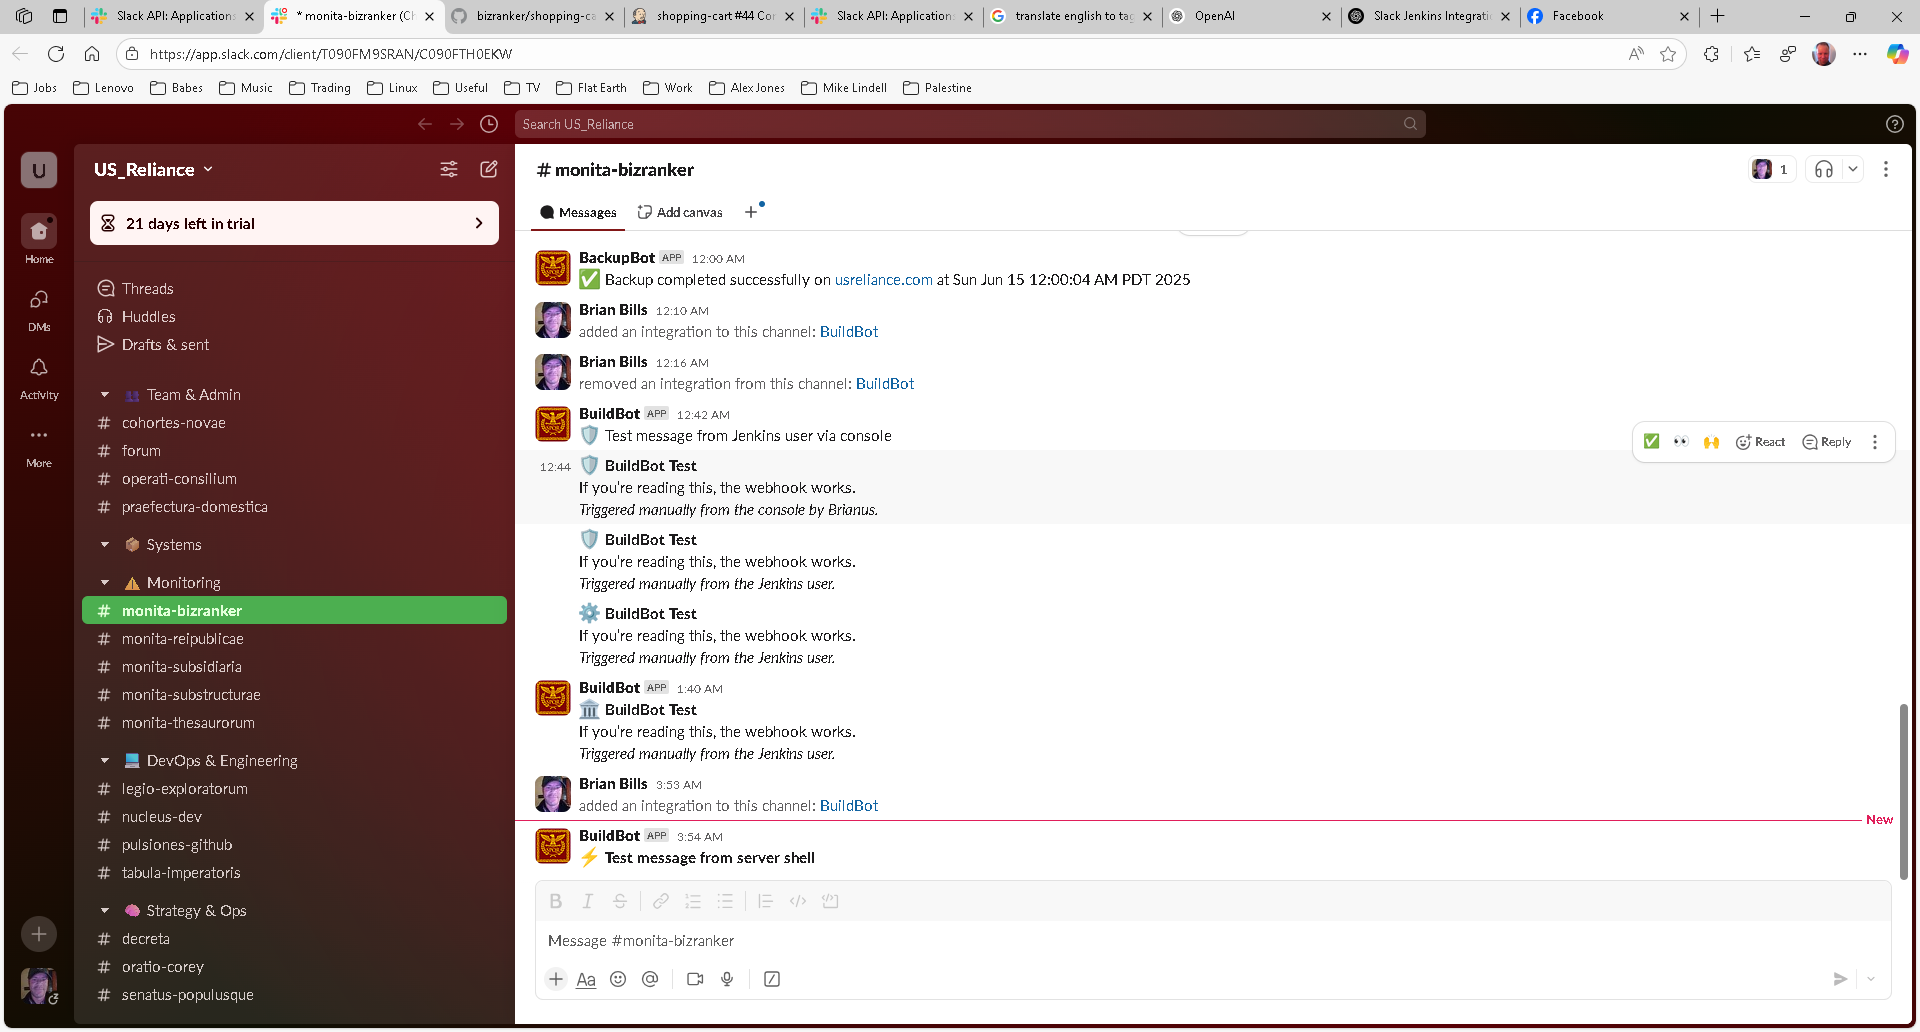 Slack API: Applications
* monita-bizranker (Ch
bizranker/shopping-ca
shopping-cart #44 Con
Slack API: Applications
translate english to tag
OpenAI
Slack Jenkins Integrati
Facebook
https://app.slack.com/client/T090FM9SRAN/C090FTH0EKW
Jobs
Lenovo
Babes
Music
Trading
Linux
Useful
TV
Flat Earth
Work
Alex Jones
Mike Lindell
Palestine
Search US_Reliance
U
Home
DMs
Activity
More
US_Reliance
21 days left in trial
Threads
Huddles
Drafts & sent
Team & Admin
# cohortes-novae
# forum
# operati-consilium
# praefectura-domestica
Systems
Monitoring
# monita-bizranker
# monita-reipublicae
# monita-subsidiaria
# monita-substructurae
# monita-thesaurorum
DevOps & Engineering
# legio-exploratorum
# nucleus-dev
# pulsiones-github
# tabula-imperatoris
Strategy & Ops
# decreta
# oratio-corey
# senatus-populusque
# monita-bizranker
1
Messages
Add canvas
BackupBot APP 12:00 AM
✅ Backup completed successfully on usreliance.com at Sun Jun 15 12:00:04 AM PDT 2025
Brian Bills 12:10 AM
added an integration to this channel: BuildBot
Brian Bills 12:16 AM
removed an integration from this channel: BuildBot
BuildBot APP 12:42 AM
🛡️ Test message from Jenkins user via console
✅ 👀 🙌 React Reply
12:44 🛡️ BuildBot Test
If you're reading this, the webhook works.
Triggered manually from the console by Brianus.
🛡️ BuildBot Test
If you're reading this, the webhook works.
Triggered manually from the Jenkins user.
⚙️ BuildBot Test
If you're reading this, the webhook works.
Triggered manually from the Jenkins user.
BuildBot APP 1:40 AM
🏛️ BuildBot Test
If you're reading this, the webhook works.
Triggered manually from the Jenkins user.
Brian Bills 3:53 AM
added an integration to this channel: BuildBot
New
BuildBot APP 3:54 AM
⚡ Test message from server shell
B I S
Message #monita-bizranker
Aa